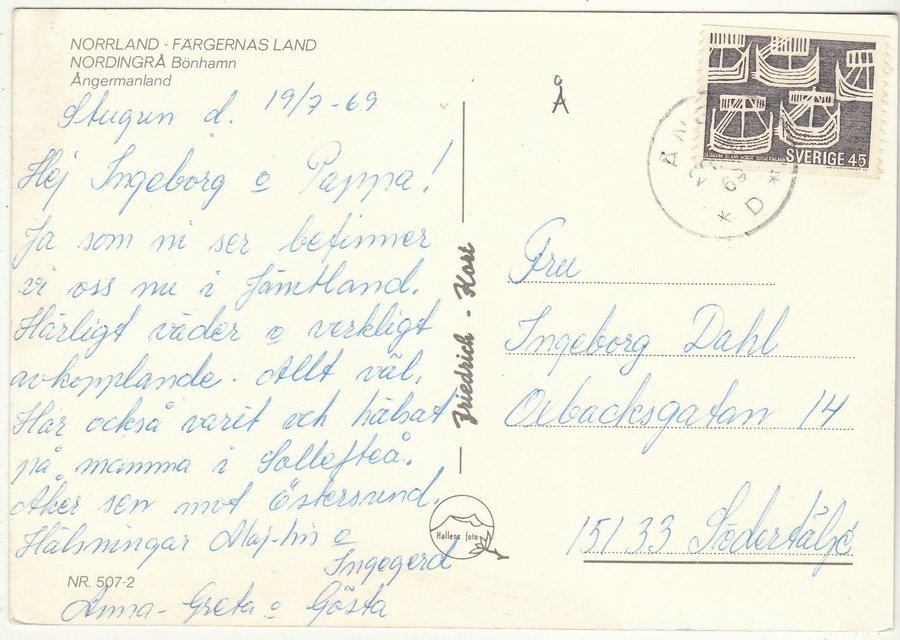 NORRLAND - FÄRGERNAS LAND
NORDINGRÅ Bönhamn
Ångermanland
Stugun d. 19/7-69
Hej Ingeborg o Pappa!
Ja som ni ser befinner
vi oss nu i Jämtland.
Härligt väder o verkligt
avkopplande. Allt väl.
Har också varit och hälsat
på mamma i Sollefteå.
Åker sen mot Östersund.
Hälsningar Maj-Lis o
Ingegerd
Anna-Greta o Gösta
NR. 507-2
Friedrich-Kort
Hallens foto
Å
SVERIGE 45
69
* D *
Fru
Ingeborg Dahl
Oxbacksgatan 14
151 33 Södertälje